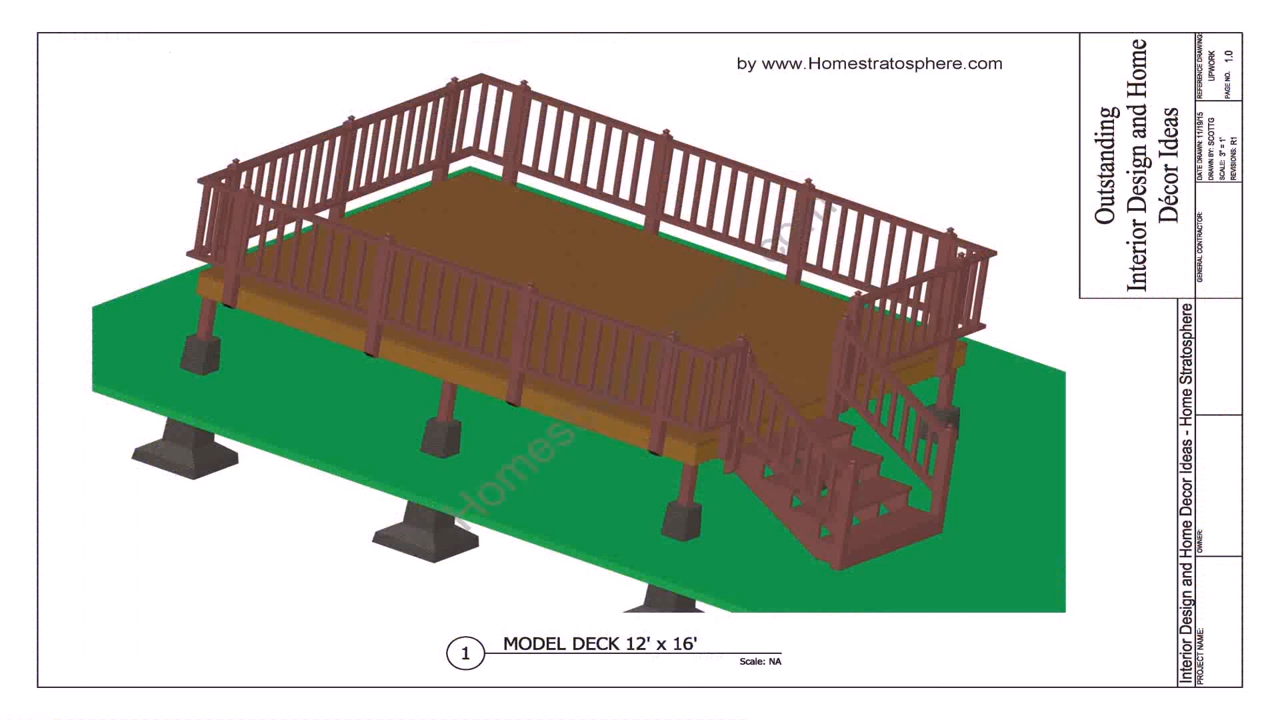 by www.Homestratosphere.com
Outstanding
Interior Design and Home
Décor Ideas
REFERENCE DRAWING:
UPWORK
PAGE NO. 1.0
DATE DRAWN: 11/19/15
DRAWN BY: SCOTTG
SCALE: 3" = 1'
REVISIONS: R1
GENERAL CONTRACTOR:
Interior Design and Home Decor Ideas - Home Stratosphere
OWNER:
PROJECT NAME:
Homes
1
MODEL DECK 12' x 16'
Scale: NA